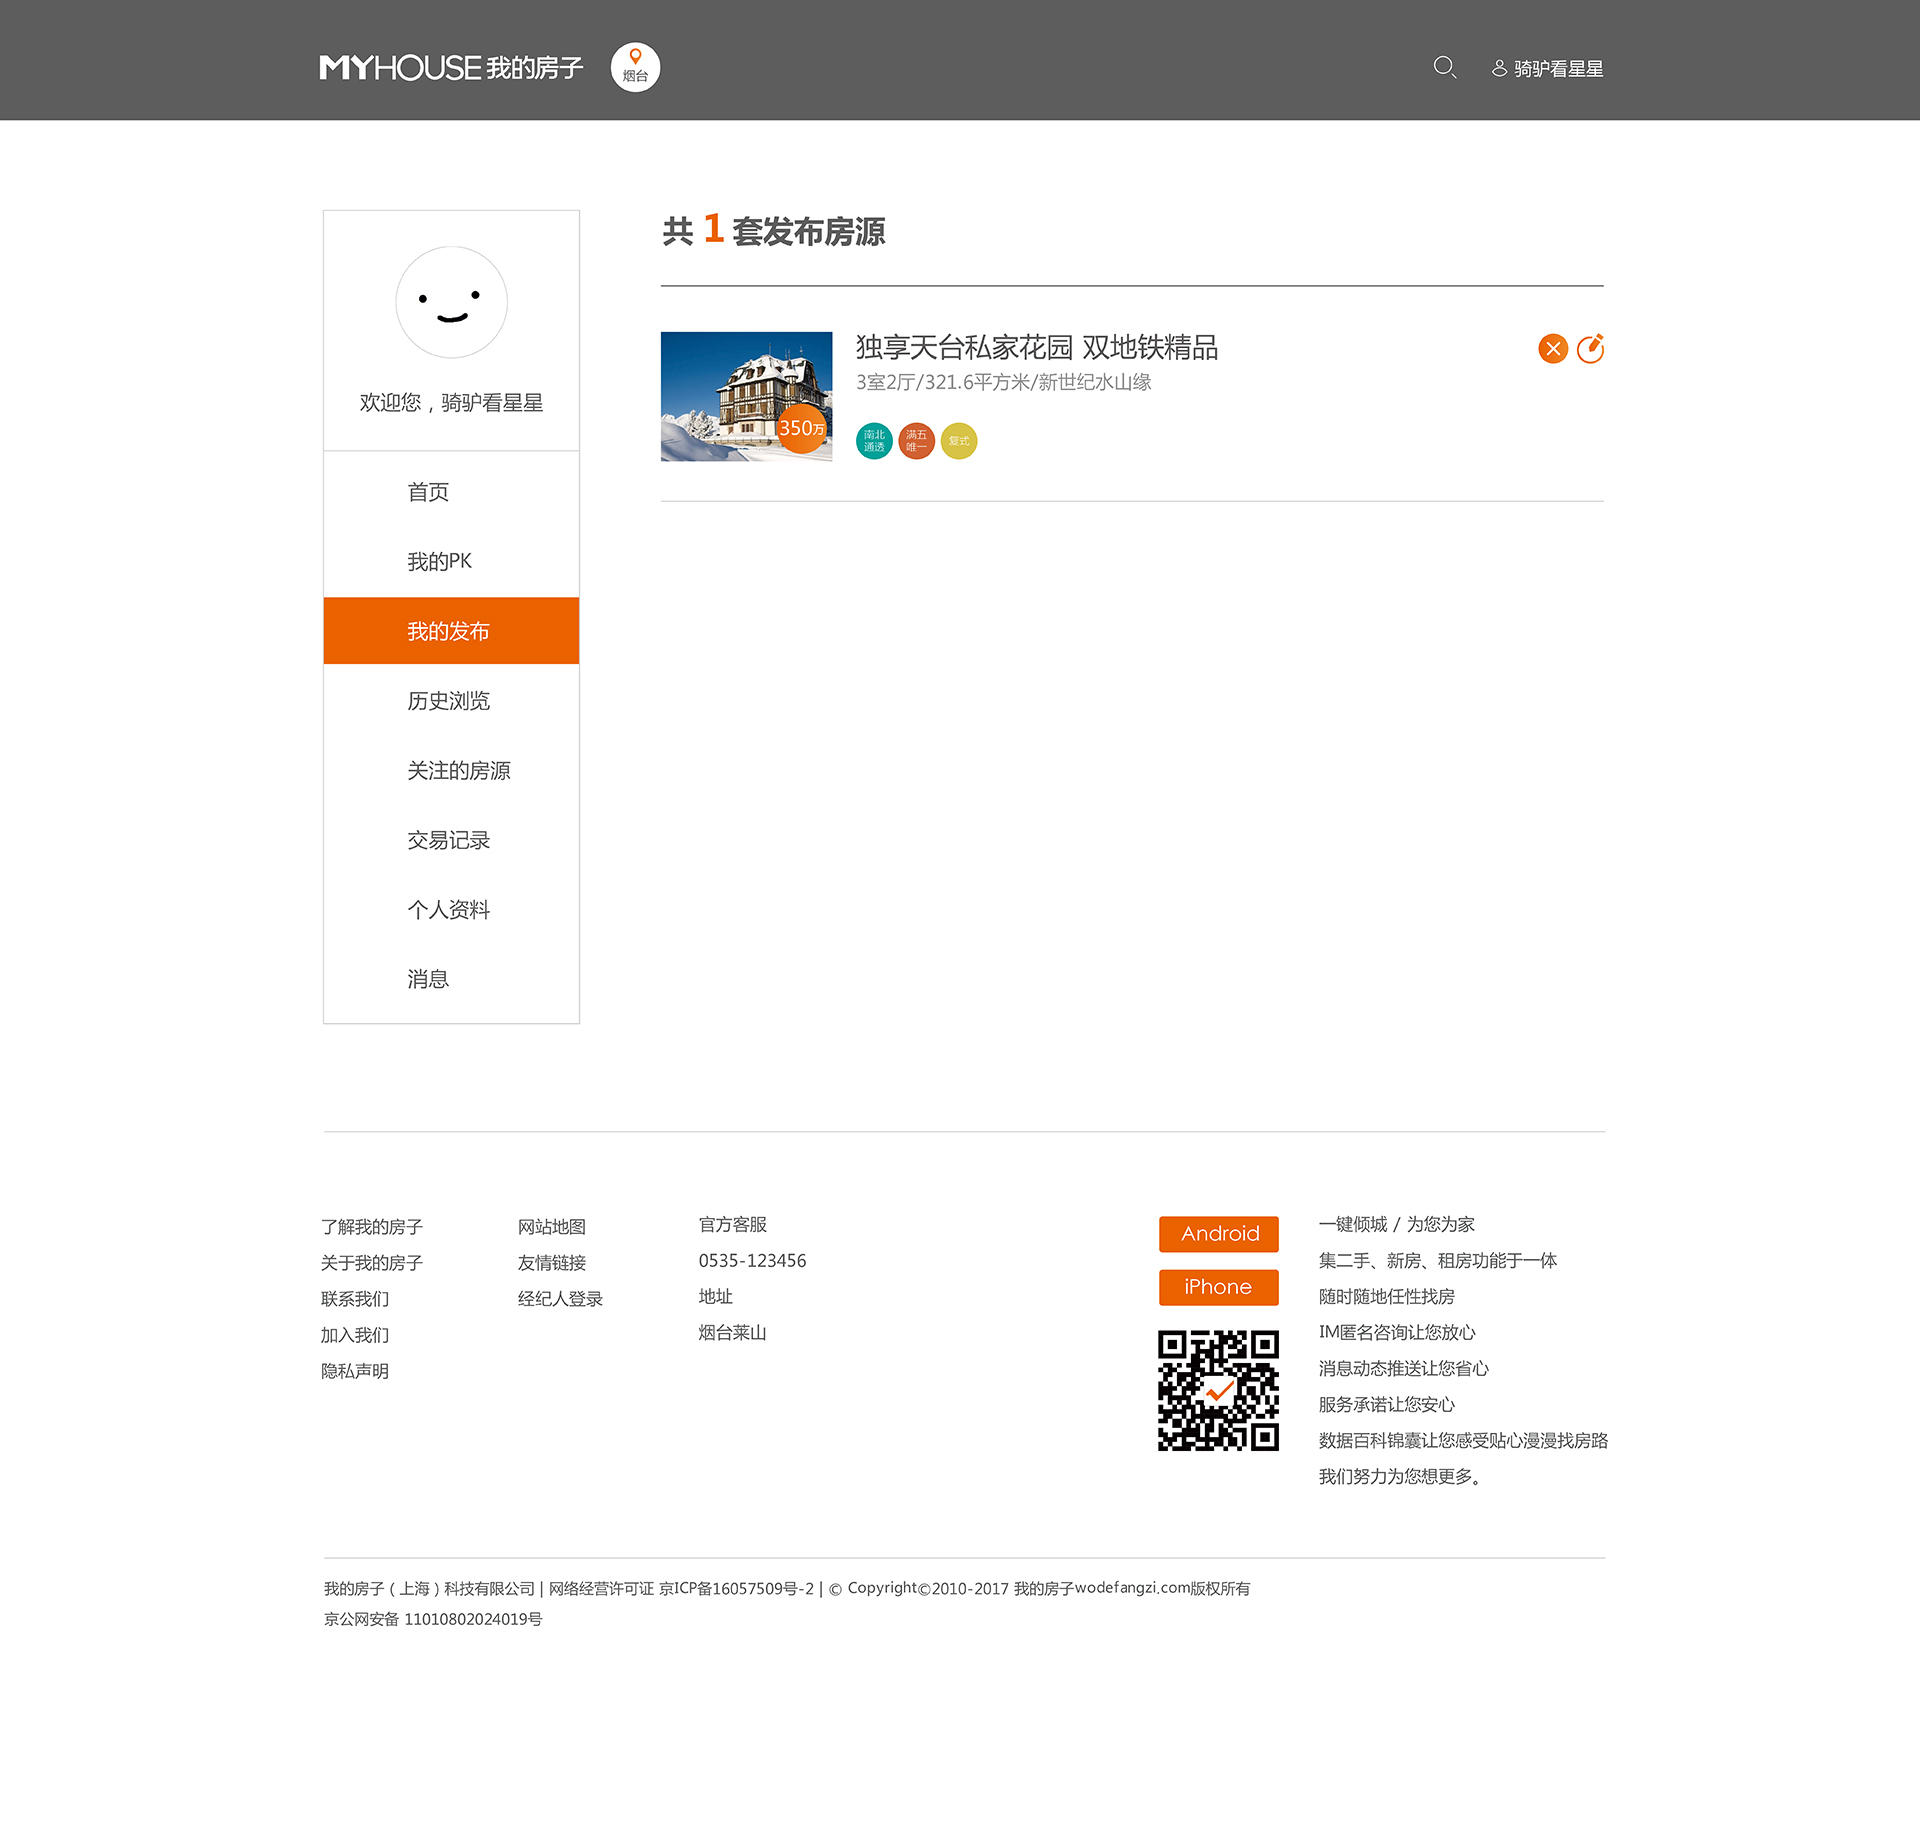 MYHOUSE 我的房子
烟台
骑驴看星星
欢迎您，骑驴看星星
首页
我的PK
我的发布
历史浏览
关注的房源
交易记录
个人资料
消息
共 1 套发布房源
独享天台私家花园 双地铁精品
3室2厅/321.6平方米/新世纪水山缘
350万
南北
通透
满五
唯一
复式
了解我的房子
关于我的房子
联系我们
加入我们
隐私声明
网站地图
友情链接
经纪人登录
官方客服
0535-123456
地址
烟台莱山
Android
iPhone
一键倾城 / 为您为家
集二手、新房、租房功能于一体
随时随地任性找房
IM匿名咨询让您放心
消息动态推送让您省心
服务承诺让您安心
数据百科锦囊让您感受贴心漫漫找房路
我们努力为您想更多。
我的房子（上海）科技有限公司 | 网络经营许可证 京ICP备16057509号-2 | © Copyright©2010-2017 我的房子wodefangzi.com版权所有
京公网安备 11010802024019号